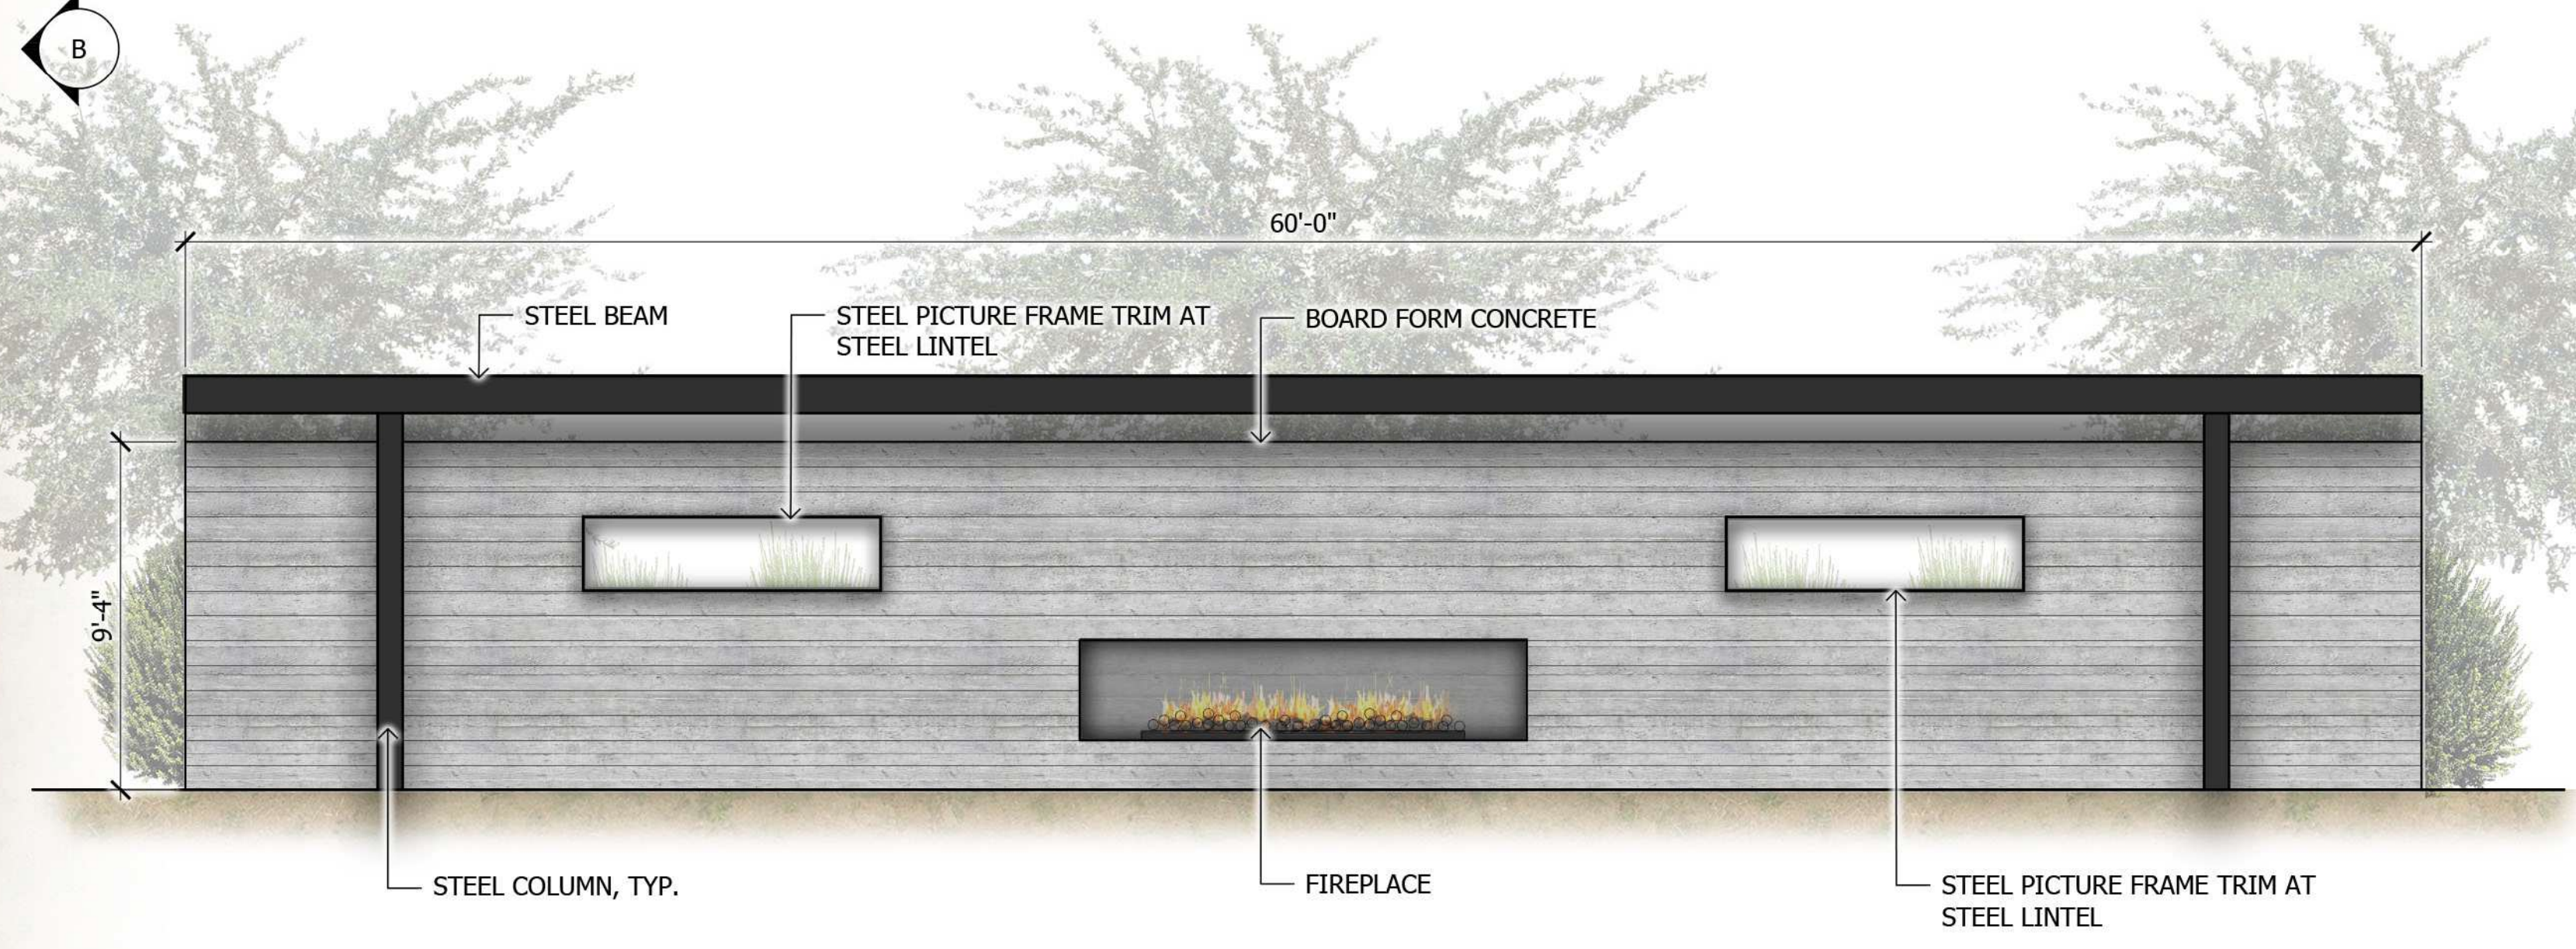 B
60'-0"
STEEL BEAM
STEEL PICTURE FRAME TRIM AT
STEEL LINTEL
BOARD FORM CONCRETE
9'-4"
STEEL COLUMN, TYP.
FIREPLACE
STEEL PICTURE FRAME TRIM AT
STEEL LINTEL